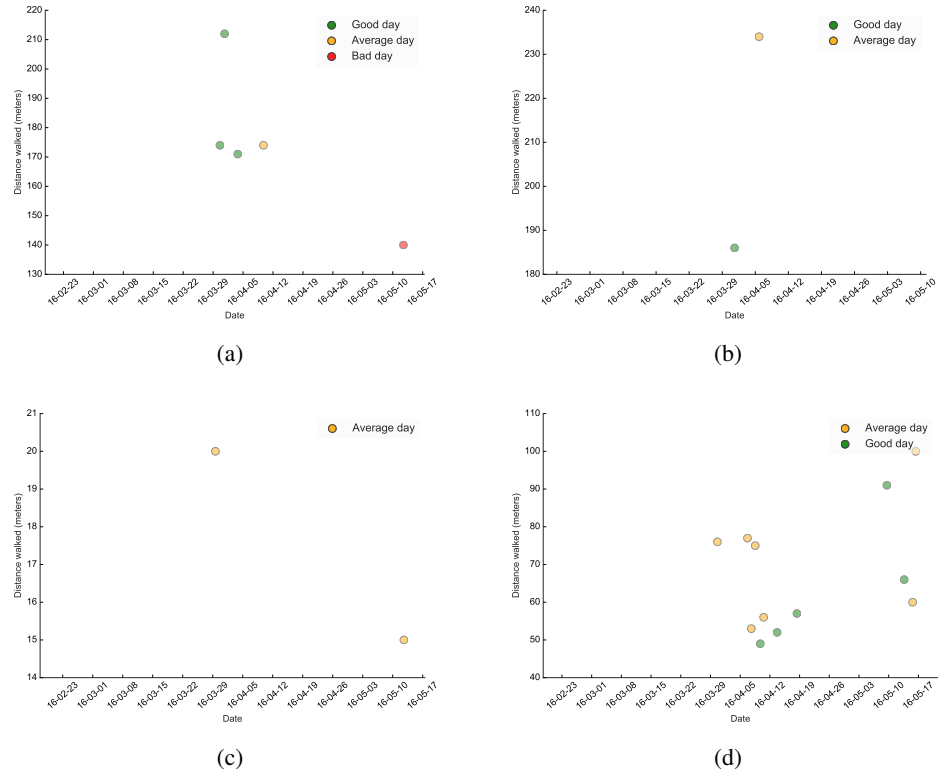 220
210
200
190
180
170
160
150
140
130
Distance walked (meters)
Good day
Average day
Bad day
16-02-23 16-03-01 16-03-08 16-03-15 16-03-22 16-03-29 16-04-05 16-04-12 16-04-19 16-04-26 16-05-03 16-05-10 16-05-17
Date
(a)
240
230
220
210
200
190
180
Distance walked (meters)
Good day
Average day
16-02-23 16-03-01 16-03-08 16-03-15 16-03-22 16-03-29 16-04-05 16-04-12 16-04-19 16-04-26 16-05-03 16-05-10
Date
(b)
21
20
19
18
17
16
15
14
Distance walked (meters)
Average day
16-02-23 16-03-01 16-03-08 16-03-15 16-03-22 16-03-29 16-04-05 16-04-12 16-04-19 16-04-26 16-05-03 16-05-10 16-05-17
Date
(c)
110
100
90
80
70
60
50
40
Distance walked (meters)
Average day
Good day
16-02-23 16-03-01 16-03-08 16-03-15 16-03-22 16-03-29 16-04-05 16-04-12 16-04-19 16-04-26 16-05-03 16-05-10 16-05-17
Date
(d)